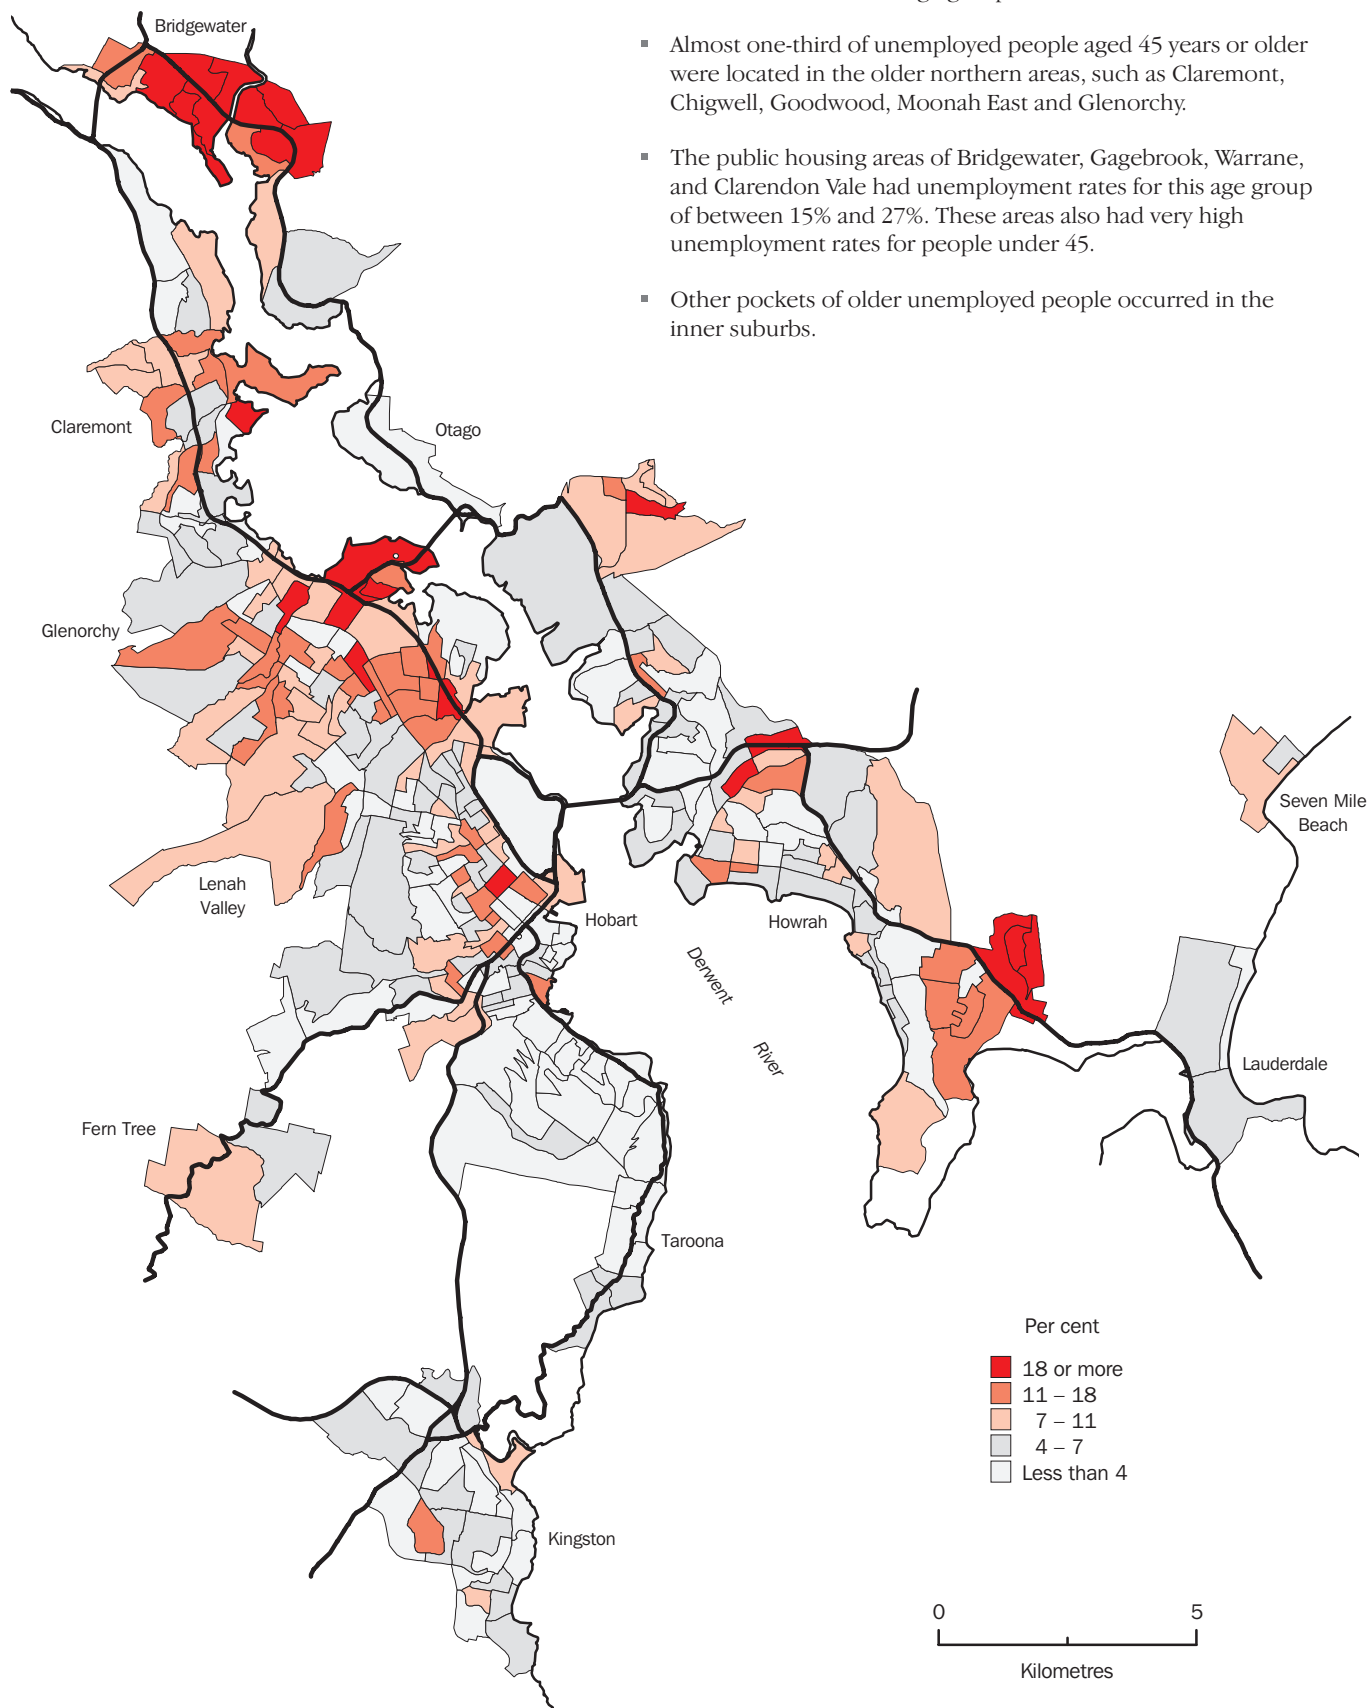 Bridgewater
▪ Almost one-third of unemployed people aged 45 years or older
were located in the older northern areas, such as Claremont,
Chigwell, Goodwood, Moonah East and Glenorchy.
▪ The public housing areas of Bridgewater, Gagebrook, Warrane,
and Clarendon Vale had unemployment rates for this age group
of between 15% and 27%. These areas also had very high
unemployment rates for people under 45.
▪ Other pockets of older unemployed people occurred in the
inner suburbs.
Claremont
Otago
Glenorchy
Seven Mile
Beach
Lenah
Valley
Hobart
Howrah
Derwent
River
Lauderdale
Fern Tree
Taroona
Per cent
18 or more
11 – 18
7 – 11
4 – 7
Less than 4
Kingston
0 5
Kilometres